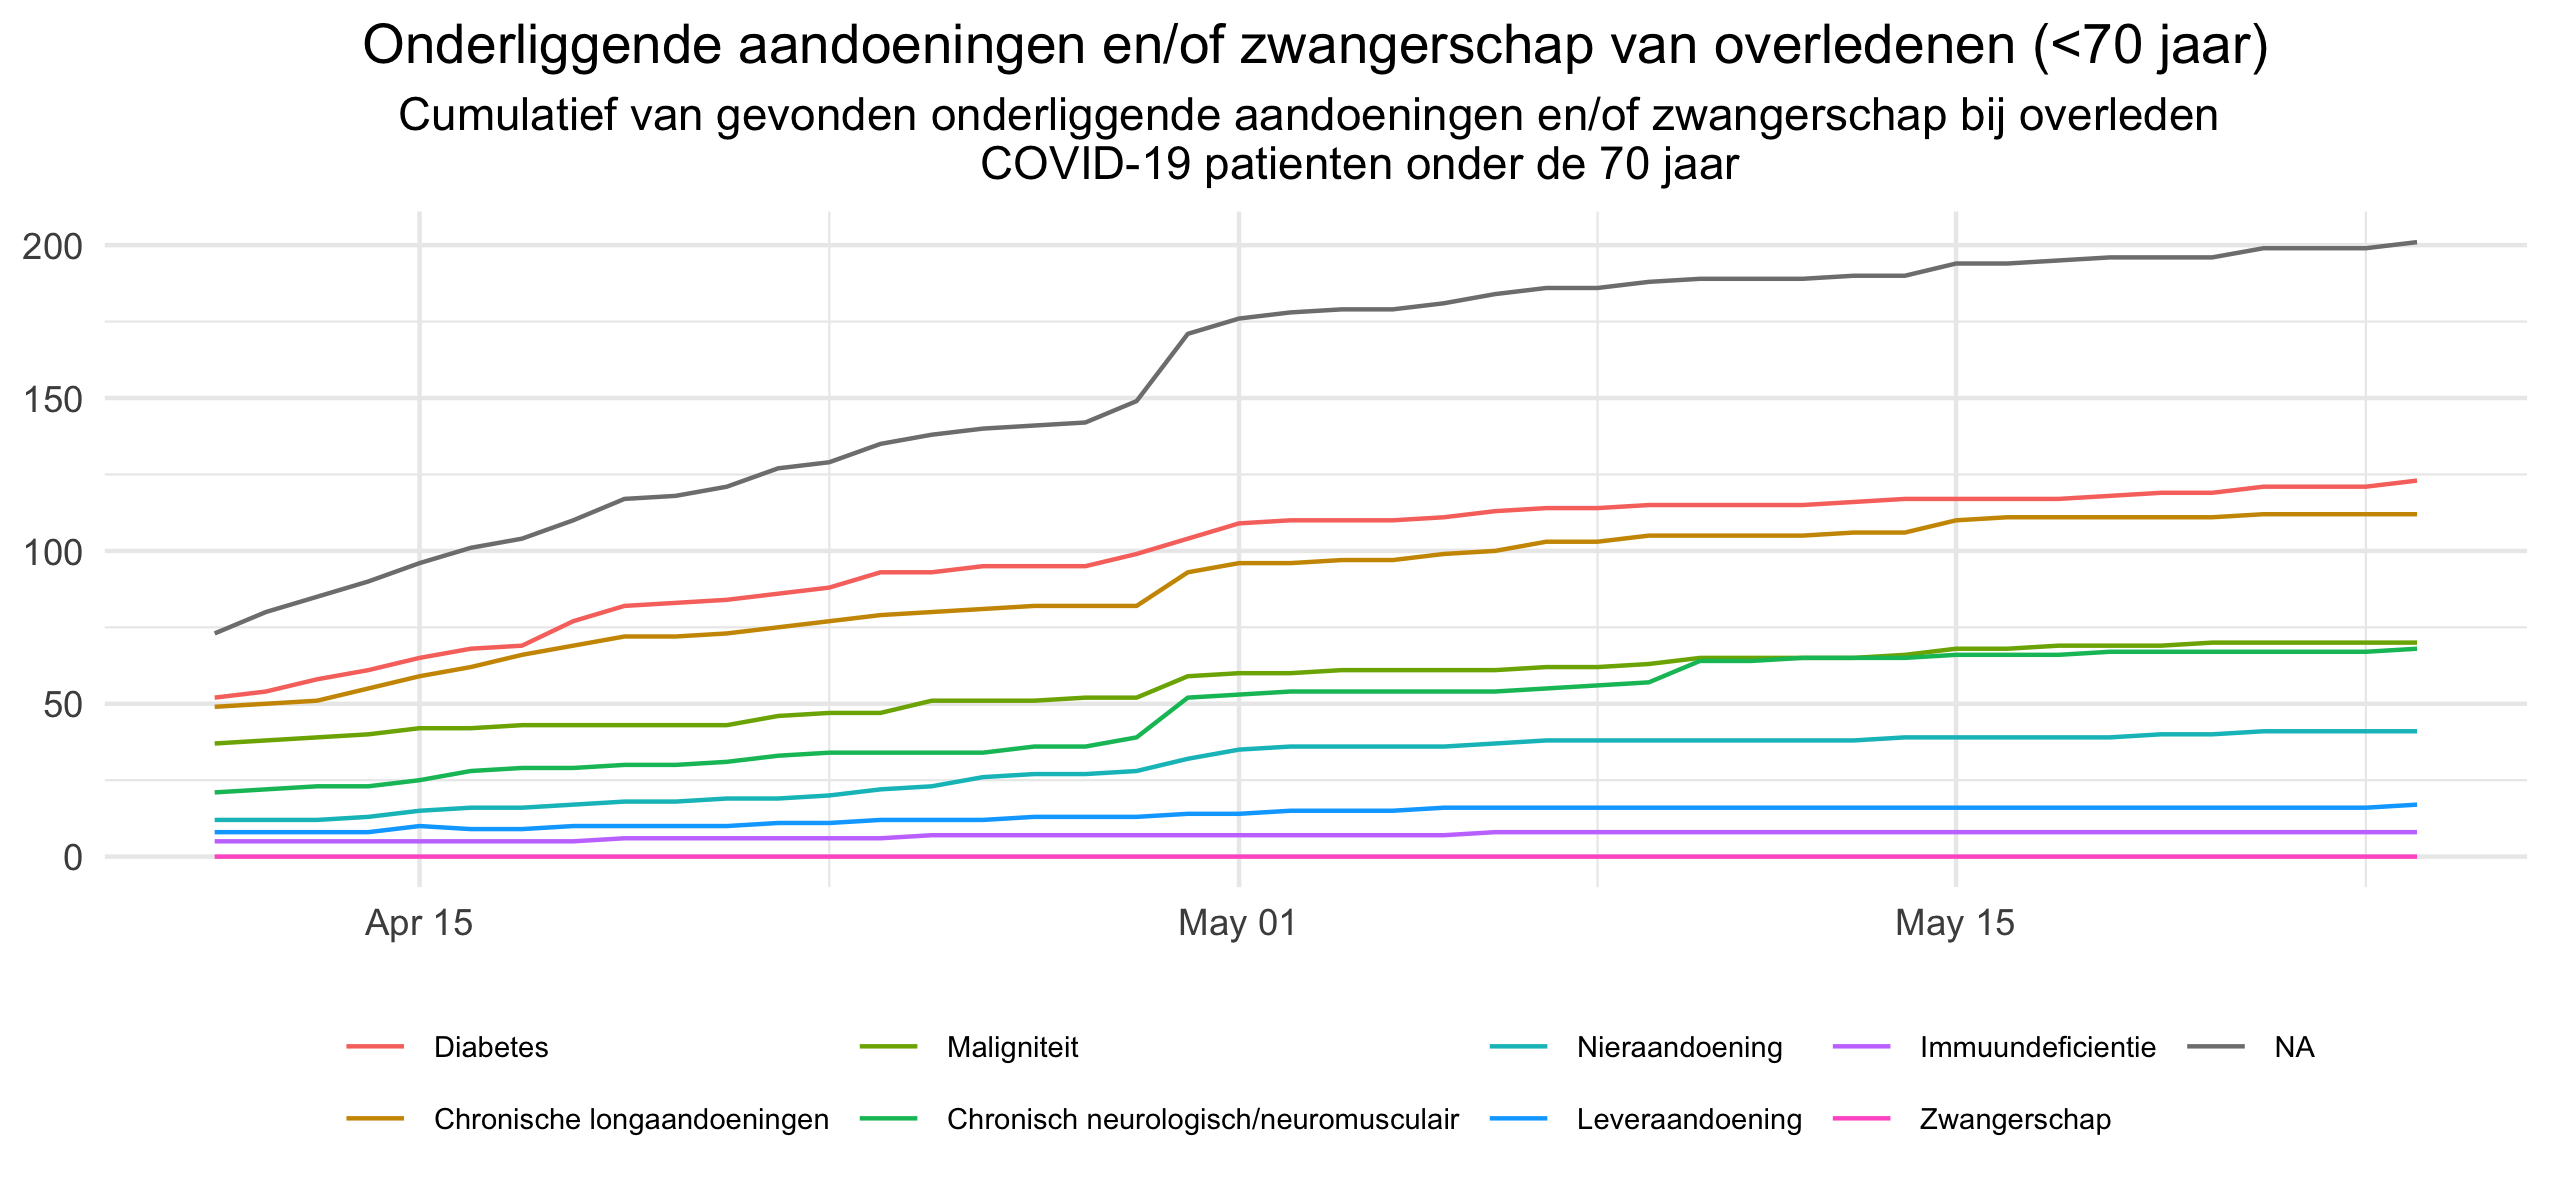 Onderliggende aandoeningen en/of zwangerschap van overledenen (<70 jaar)
Cumulatief van gevonden onderliggende aandoeningen en/of zwangerschap bij overleden
COVID-19 patienten onder de 70 jaar
200
150
100
50
0
Apr 15 May 01 May 15
Diabetes Maligniteit Nieraandoening Immuundeficientie NA
Chronische longaandoeningen Chronisch neurologisch/neuromusculair Leveraandoening Zwangerschap